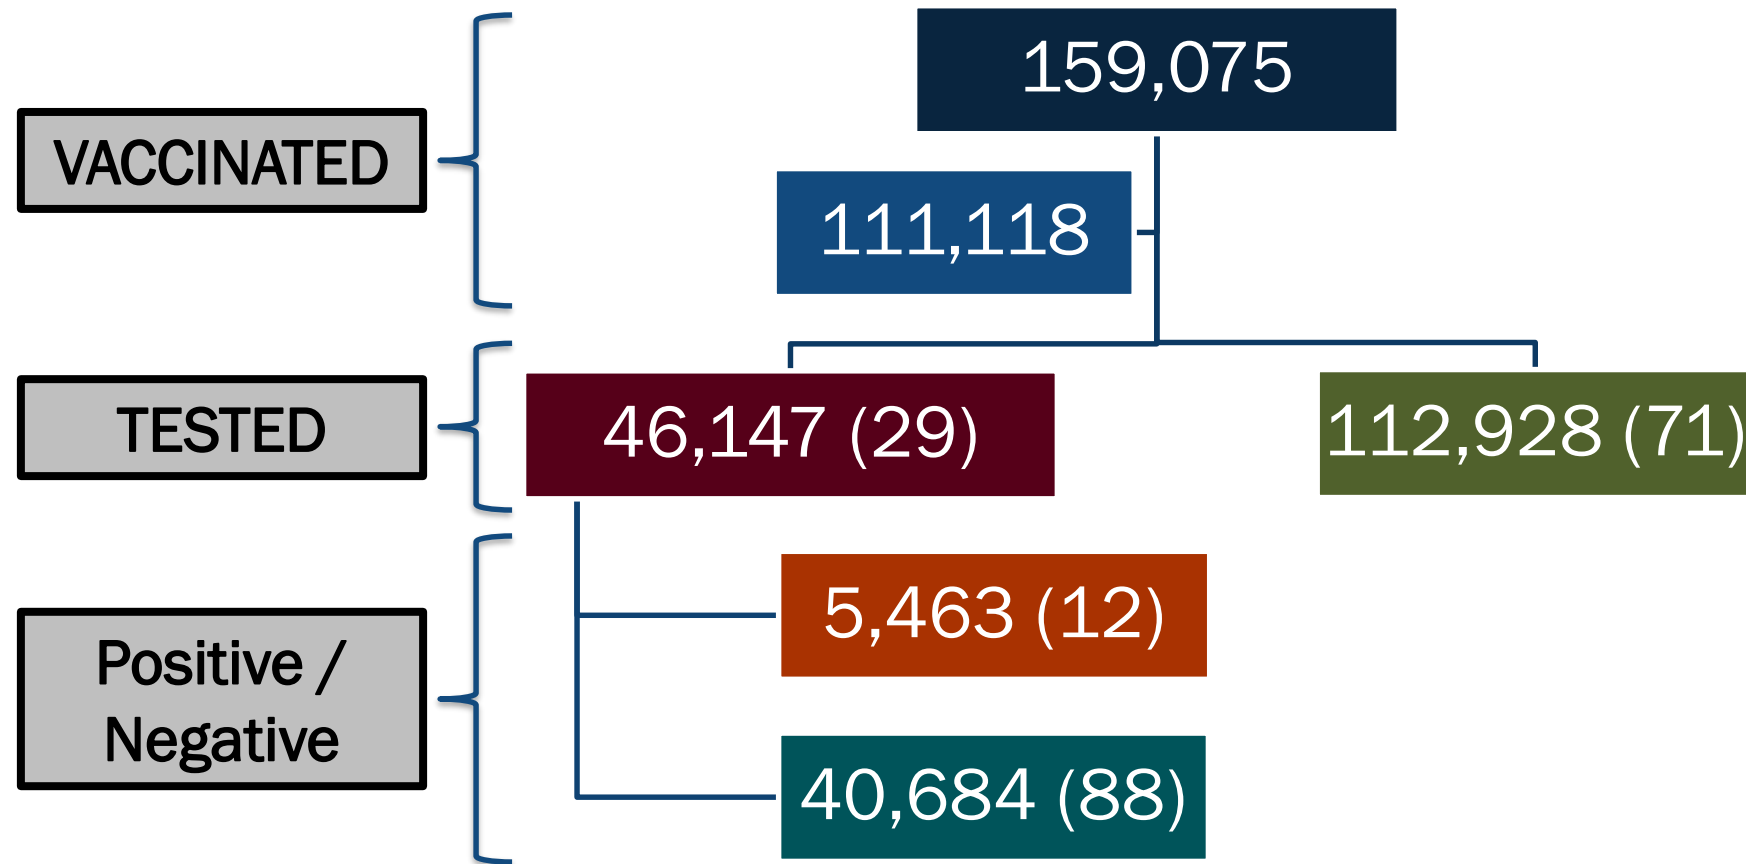 159,075
VACCINATED
111,118
TESTED
46,147 (29)
112,928 (71)
5,463 (12)
Positive /
Negative
40,684 (88)